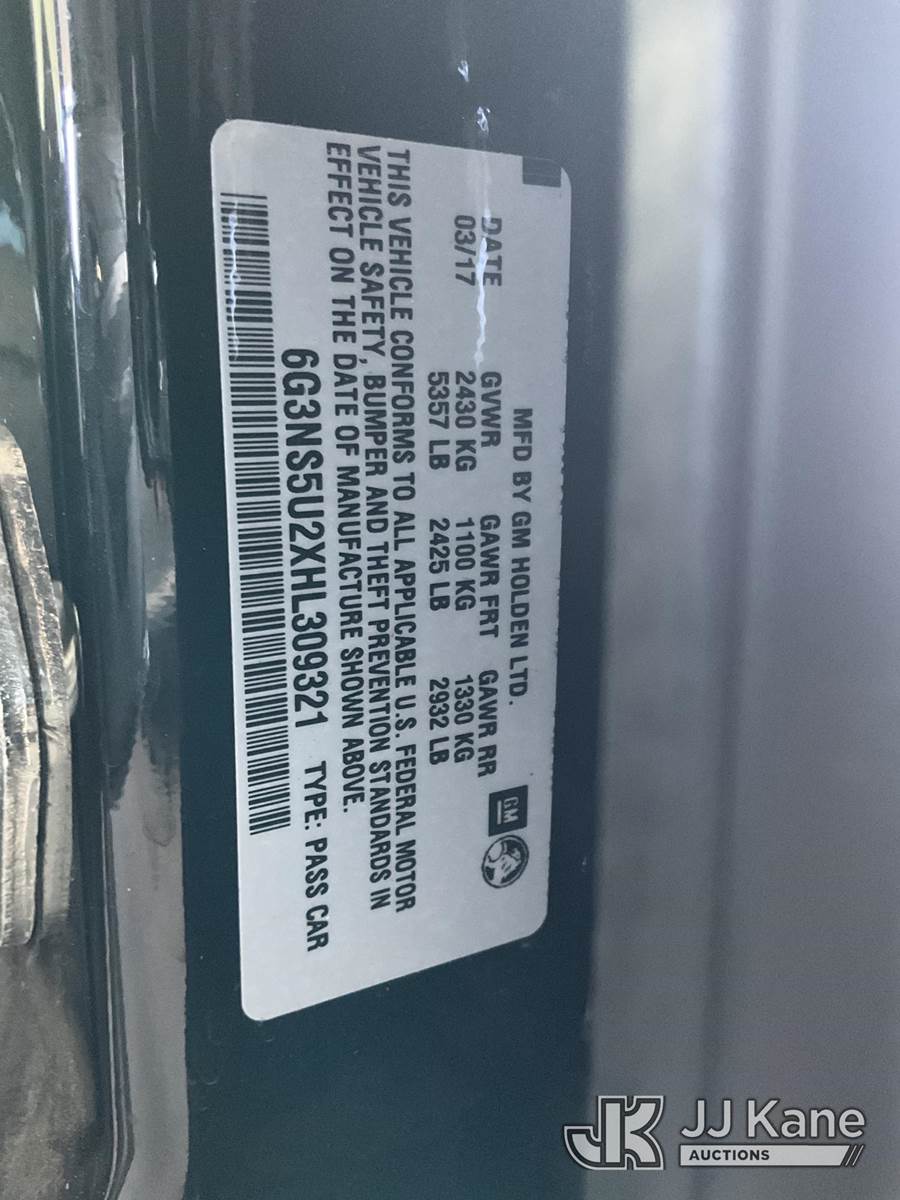 MFD BY GM HOLDEN LTD.
GM
DATE GVWR GAWR FRT GAWR RR
03/17 2430 KG 1100 KG 1330 KG
5357 LB 2425 LB 2932 LB
THIS VEHICLE CONFORMS TO ALL APPLICABLE U.S. FEDERAL MOTOR
VEHICLE SAFETY, BUMPER AND THEFT PREVENTION STANDARDS IN
EFFECT ON THE DATE OF MANUFACTURE SHOWN ABOVE.
6G3NS5U2XHL309321 TYPE: PASS CAR
JK JJ Kane
AUCTIONS